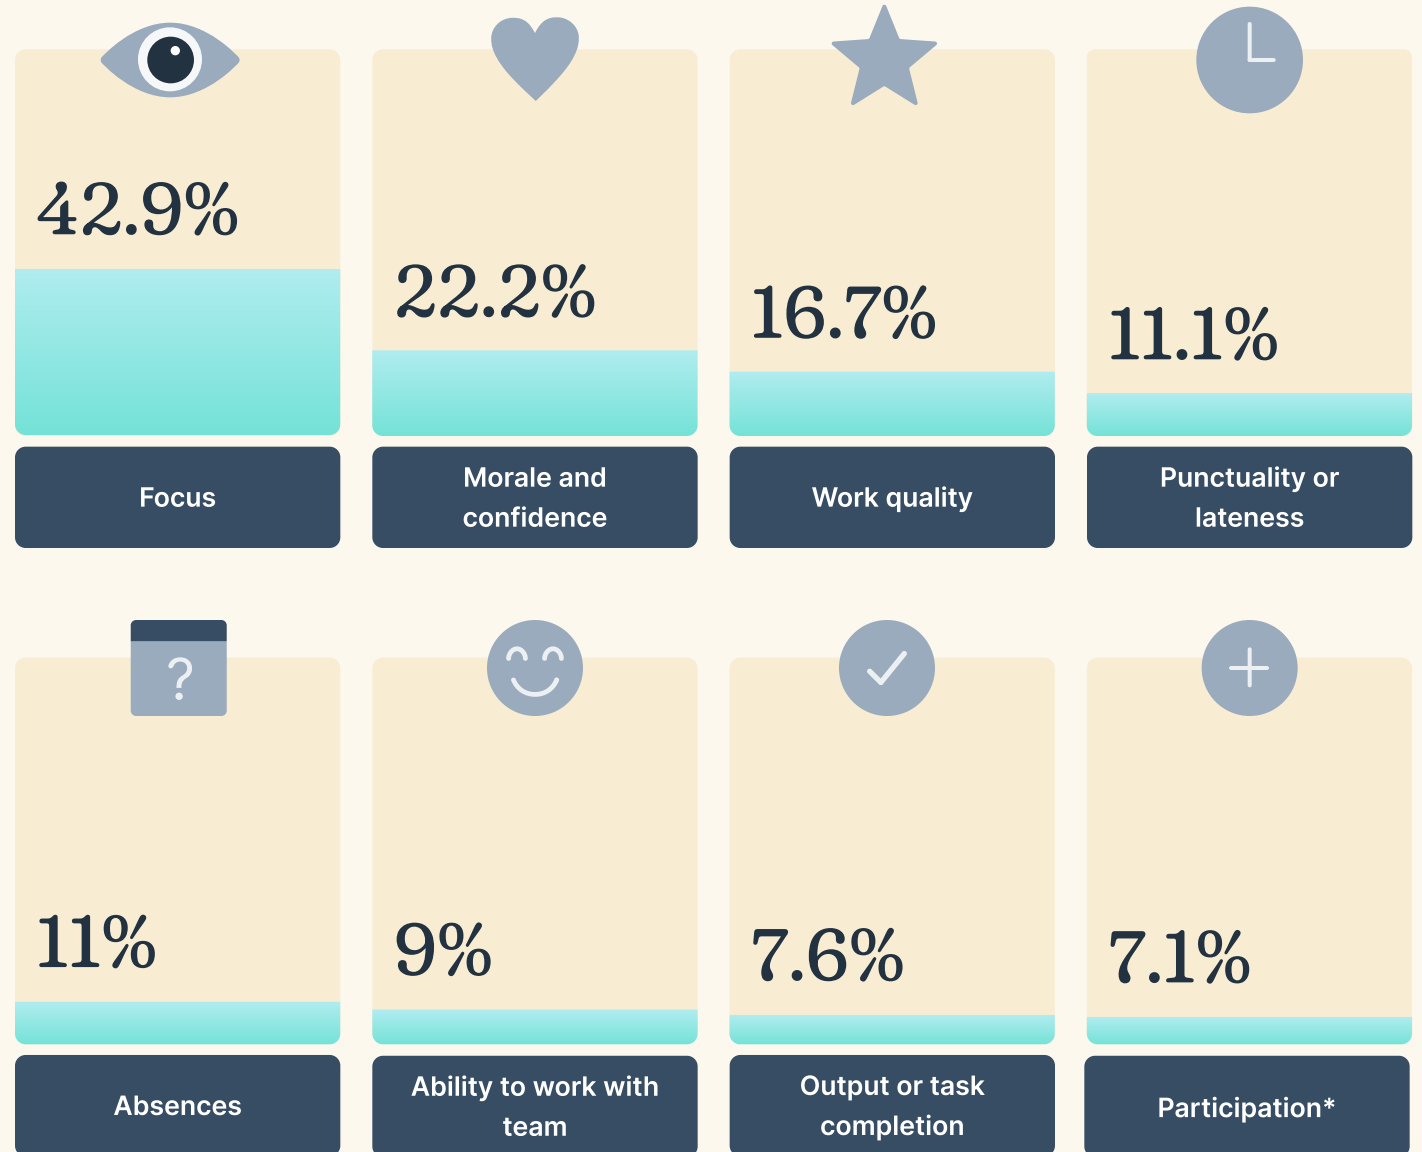 42.9%
22.2%
16.7%
11.1%
Focus
Morale and
confidence
Work quality
Punctuality or
lateness
?
11%
9%
7.6%
7.1%
Absences
Ability to work with
team
Output or task
completion
Participation*